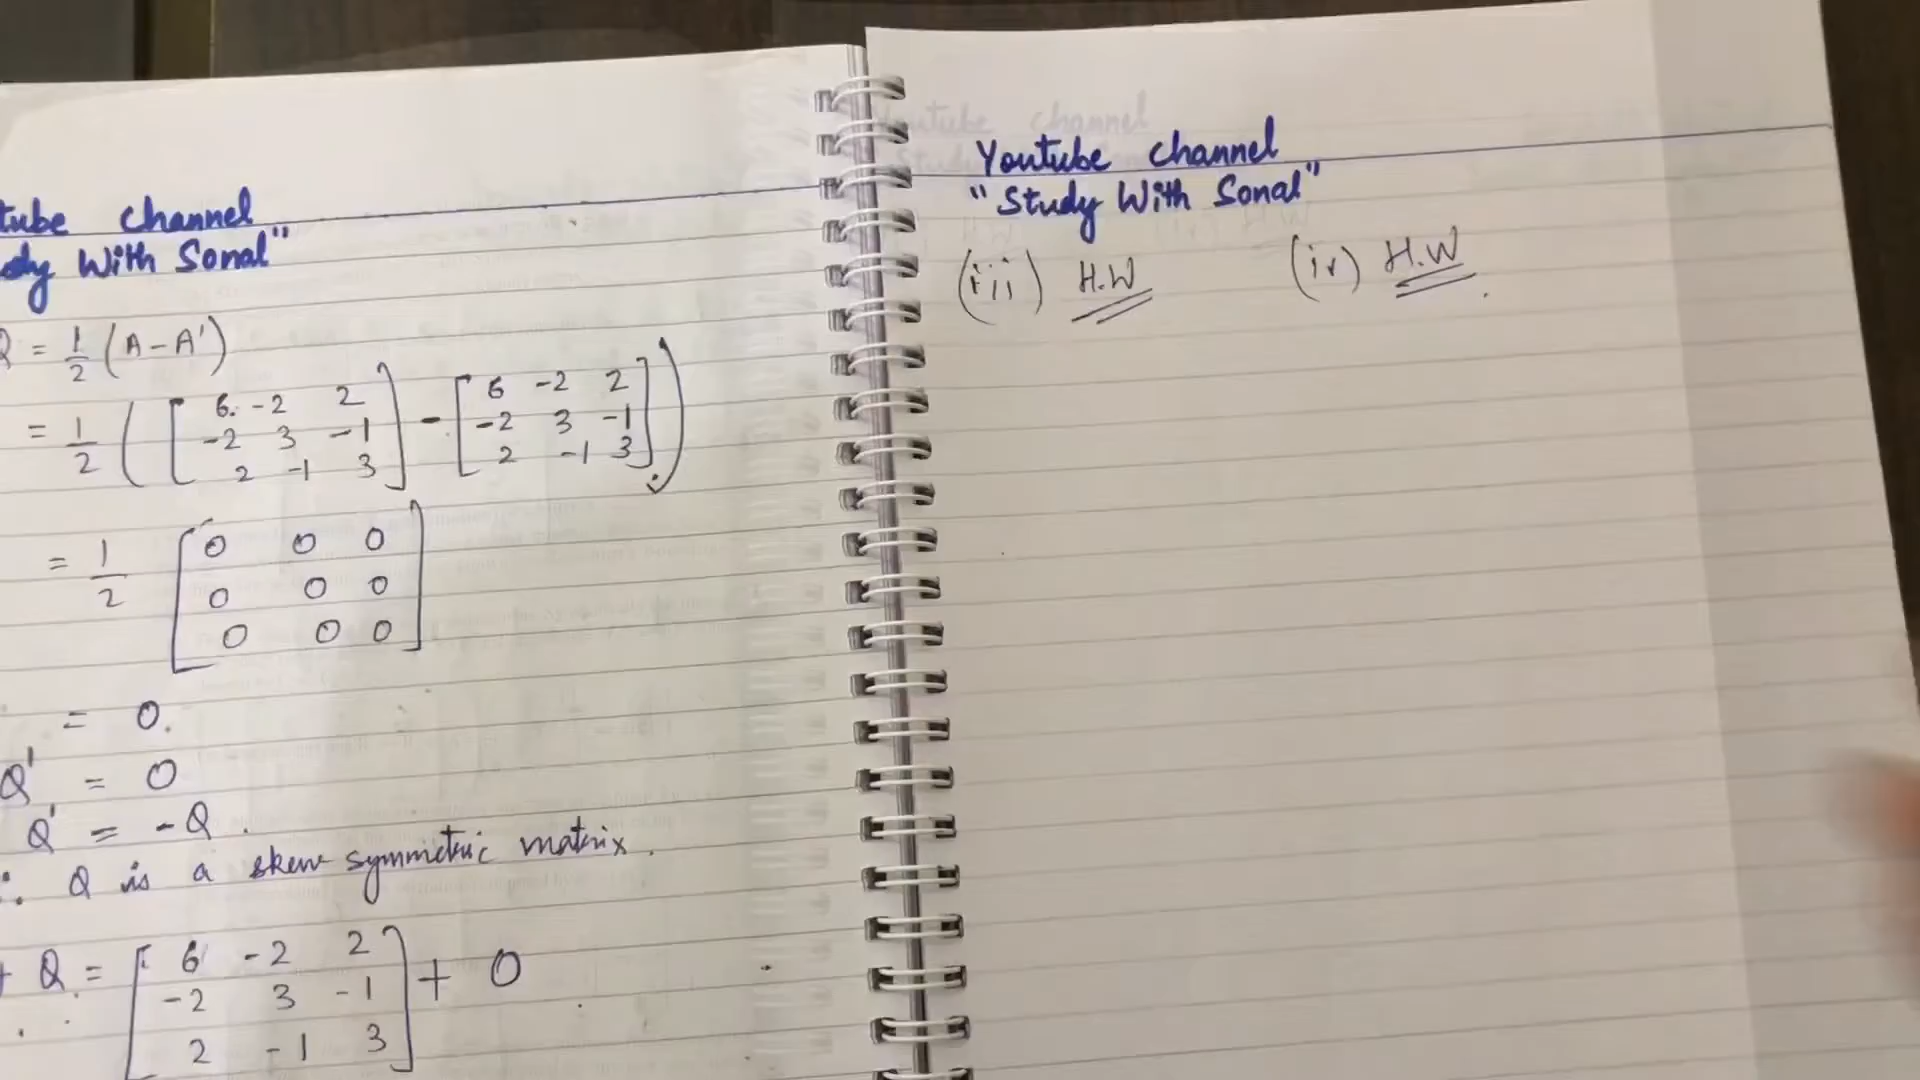 tube channel
dy With Sonal"
Q = 1/2 (A - A')
= 1/2 ( [ 6. -2 2
-2 3 -1
2 -1 3 ] - [ 6 -2 2
-2 3 -1
2 -1 3 ] )
= 1/2 [ 0 0 0
0 0 0
0 0 0 ]
= 0.
Q' = 0
Q' = -Q.
∴ Q is a skew symmetric matrix.
+ Q = [ 6 -2 2
-2 3 -1
2 -1 3 ] + 0
Youtube channel
"Study With Sonal"
(iii) H.W (iv) H.W.